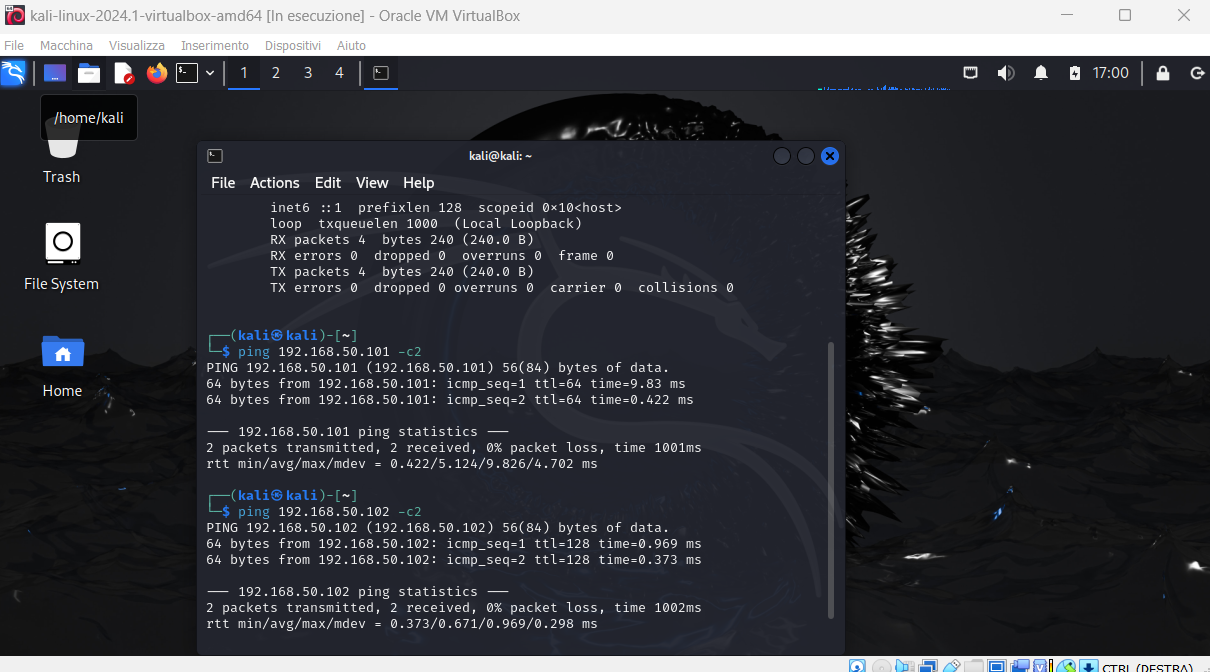 kali-linux-2024.1-virtualbox-amd64 [In esecuzione] - Oracle VM VirtualBox
File Macchina Visualizza Inserimento Dispositivi Aiuto
1 2 3 4 17:00
/home/kali
Trash
File System
Home
kali@kali: ~
File Actions Edit View Help
inet6 ::1 prefixlen 128 scopeid 0×10<host>
loop txqueuelen 1000 (Local Loopback)
RX packets 4 bytes 240 (240.0 B)
RX errors 0 dropped 0 overruns 0 frame 0
TX packets 4 bytes 240 (240.0 B)
TX errors 0 dropped 0 overruns 0 carrier 0 collisions 0
┌──(kali㉿kali)-[~]
└─$ ping 192.168.50.101 -c2
PING 192.168.50.101 (192.168.50.101) 56(84) bytes of data.
64 bytes from 192.168.50.101: icmp_seq=1 ttl=64 time=9.83 ms
64 bytes from 192.168.50.101: icmp_seq=2 ttl=64 time=0.422 ms
--- 192.168.50.101 ping statistics ---
2 packets transmitted, 2 received, 0% packet loss, time 1001ms
rtt min/avg/max/mdev = 0.422/5.124/9.826/4.702 ms
┌──(kali㉿kali)-[~]
└─$ ping 192.168.50.102 -c2
PING 192.168.50.102 (192.168.50.102) 56(84) bytes of data.
64 bytes from 192.168.50.102: icmp_seq=1 ttl=128 time=0.969 ms
64 bytes from 192.168.50.102: icmp_seq=2 ttl=128 time=0.373 ms
--- 192.168.50.102 ping statistics ---
2 packets transmitted, 2 received, 0% packet loss, time 1002ms
rtt min/avg/max/mdev = 0.373/0.671/0.969/0.298 ms
CTRL (DESTRA)